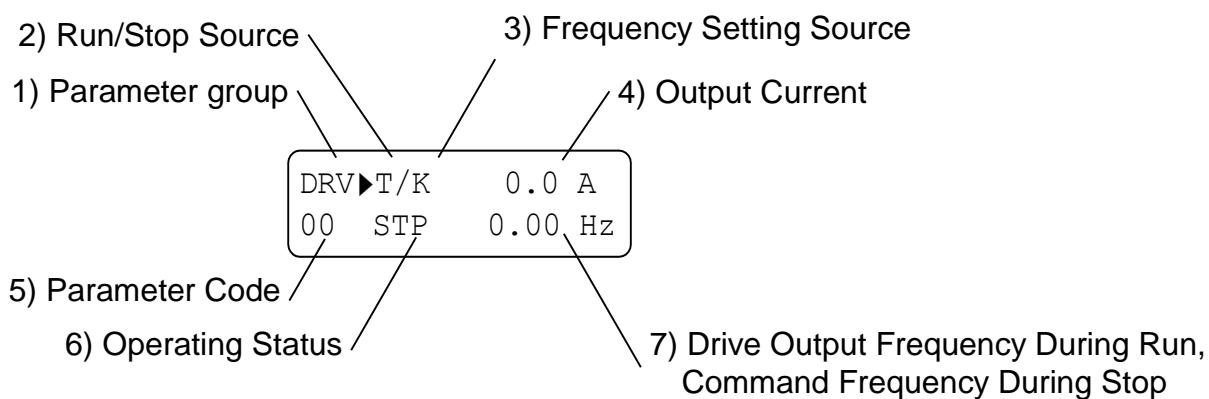 2) Run/Stop Source
3) Frequency Setting Source
1) Parameter group
4) Output Current
DRV▶T/K 0.0 A
00 STP 0.00 Hz
5) Parameter Code
6) Operating Status
7) Drive Output Frequency During Run,
Command Frequency During Stop